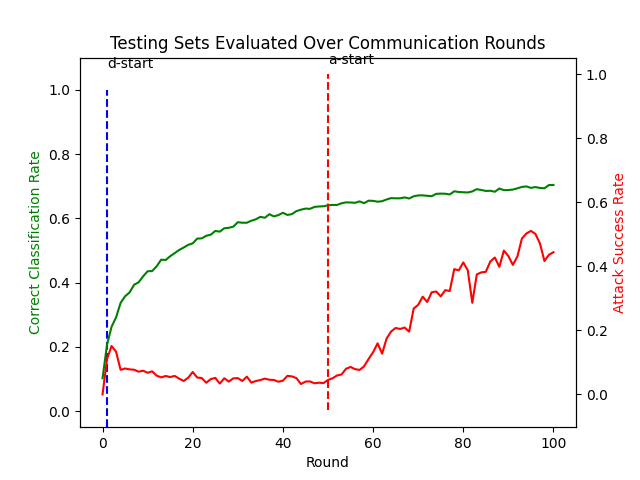 Testing Sets Evaluated Over Communication Rounds
d-start
a-start
Correct Classification Rate
1.0
0.8
0.6
0.4
0.2
0.0
1.0
0.8
0.6
0.4
0.2
0.0
Attack Success Rate
0 20 40 60 80 100
Round